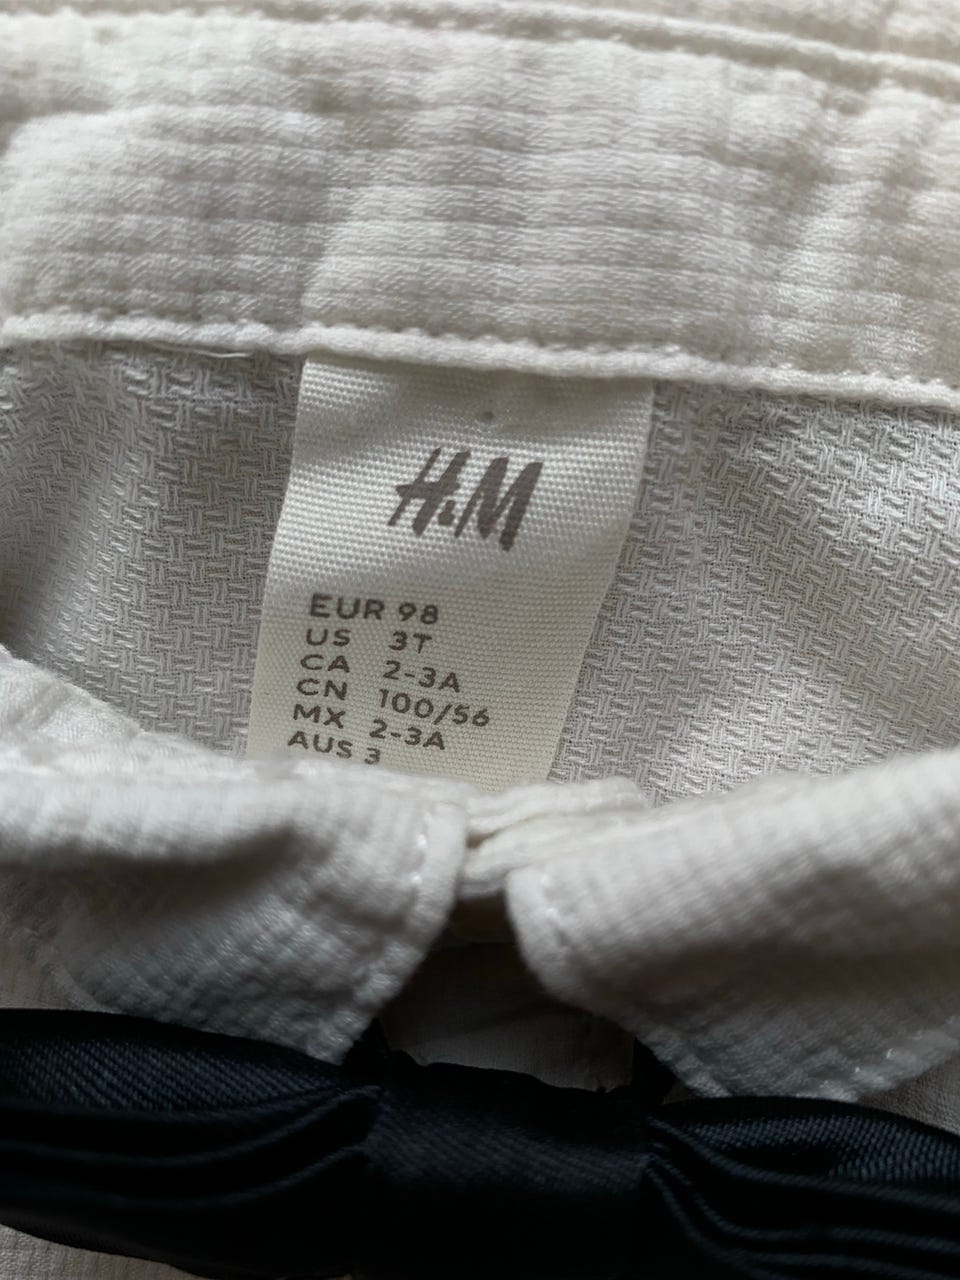 H&M
EUR 98
US 3T
CA 2-3A
CN 100/56
MX 2-3A
AUS 3